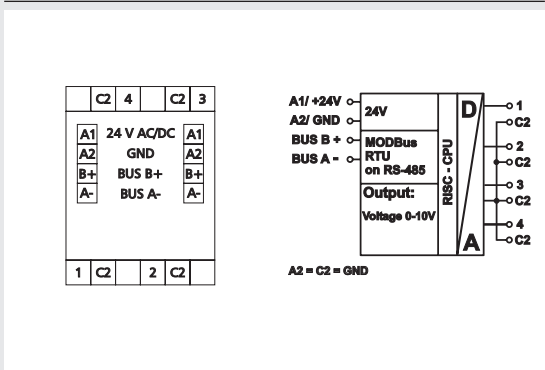 C2 4 C2 3
A1 24 V AC/DC A1
A2 GND A2
B+ BUS B+ B+
A- BUS A- A-
1 C2 2 C2
A1/ +24V
A2/ GND
BUS B +
BUS A -
24V
MODBus
RTU
on RS-485
Output:
Voltage 0-10V
RISC - CPU
D
A
1
C2
2
C2
3
C2
4
C2
A2 = C2 = GND